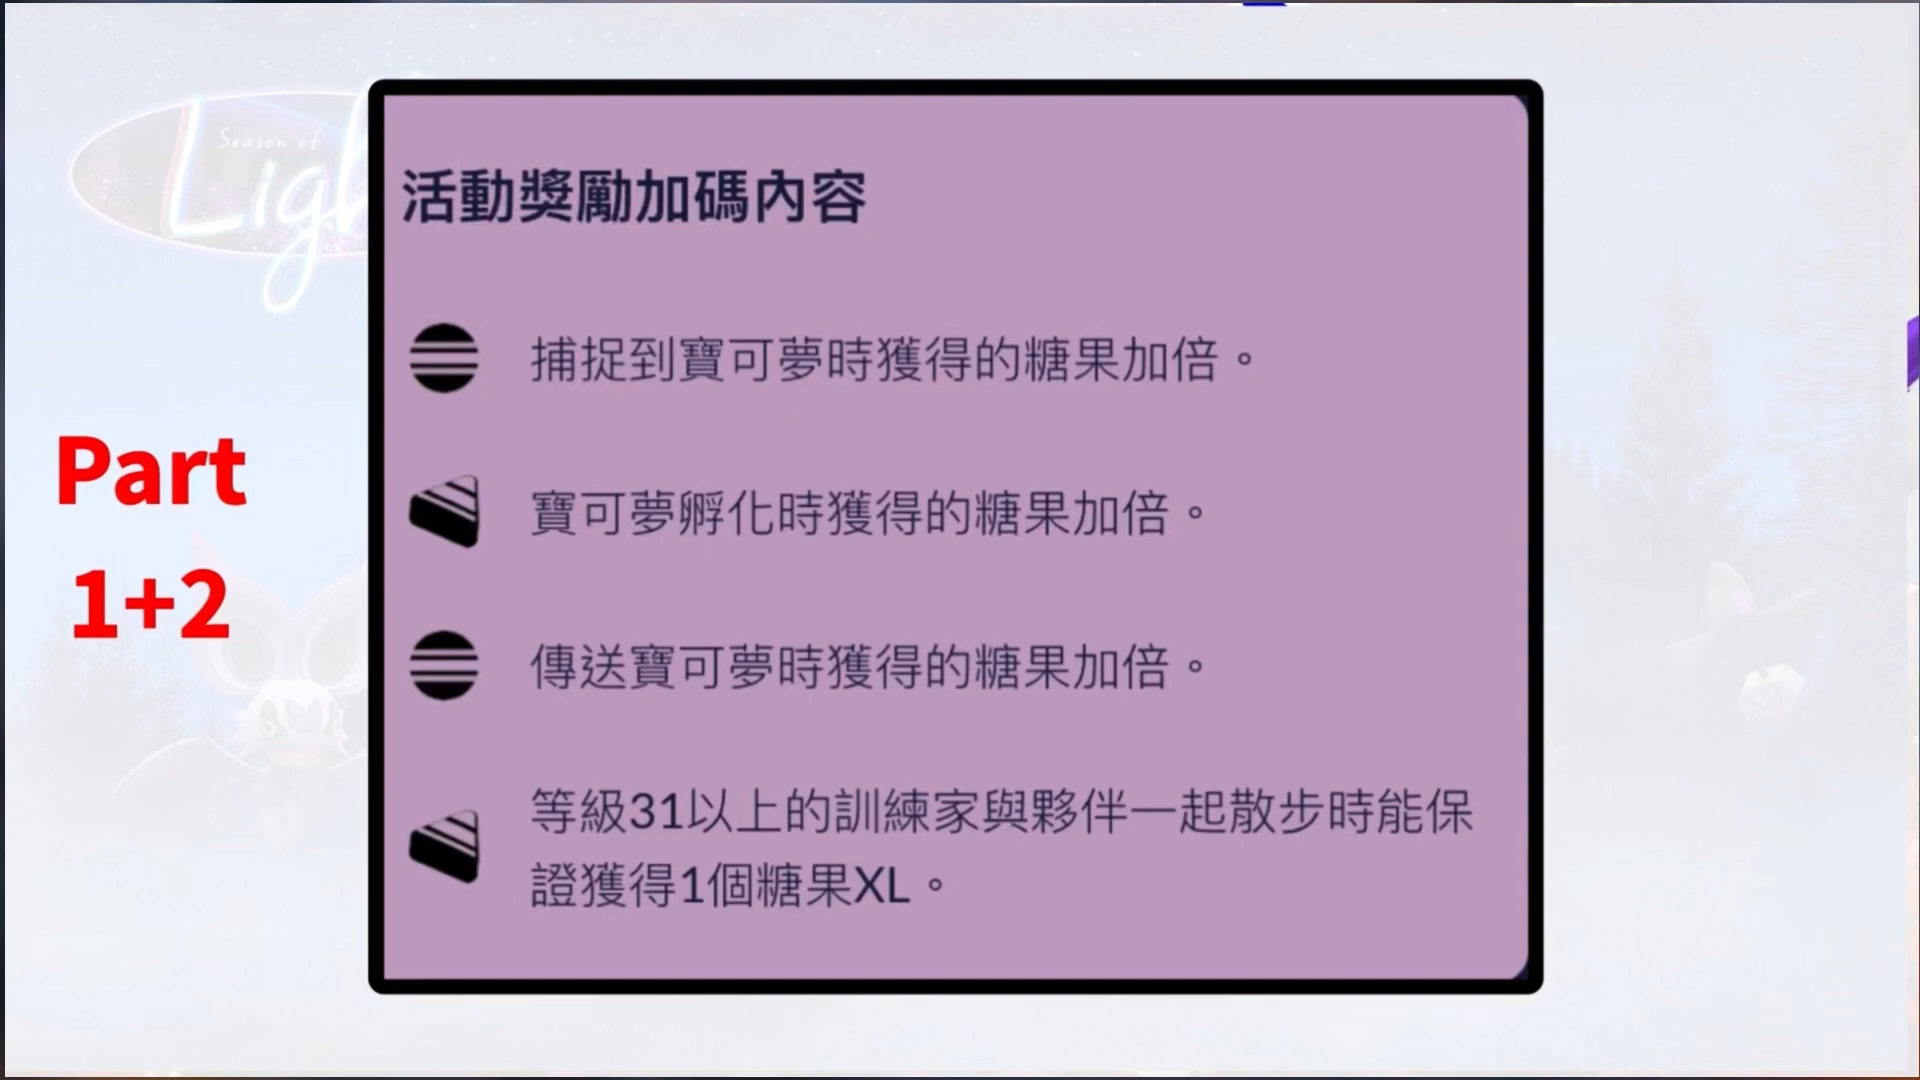 Season of
Ligh
活動獎勵加碼內容
捕捉到寶可夢時獲得的糖果加倍。
寶可夢孵化時獲得的糖果加倍。
Part
1+2
傳送寶可夢時獲得的糖果加倍。
等級31以上的訓練家與夥伴一起散步時能保
證獲得1個糖果XL。